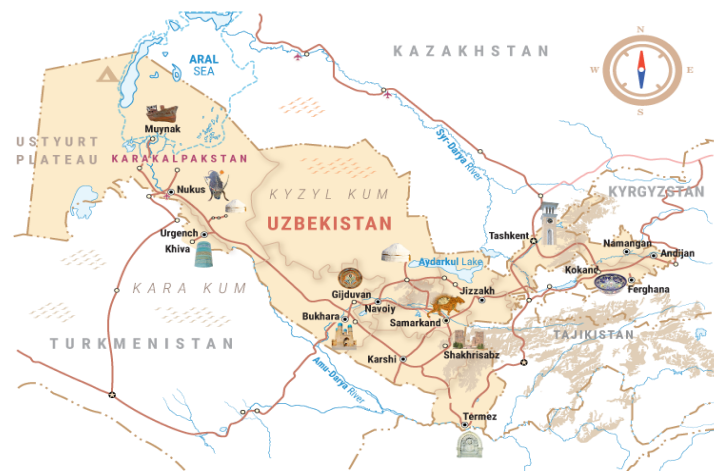 KAZAKHSTAN
ARAL
SEA
N
W
E
S
Muynak
USTYURT
PLATEAU
KARAKALPAKSTAN
Syr-Darya River
Nukus
KYZYL KUM
KYRGYZSTAN
UZBEKISTAN
Urgench
Khiva
Tashkent
Namangan
Andijan
Aydarkul Lake
Kokand
Ferghana
KARA KUM
Gijduvan
Jizzakh
Navoiy
Bukhara
Samarkand
TURKMENISTAN
TAJIKISTAN
Karshi
Shakhrisabz
Amu-Darya River
Termez